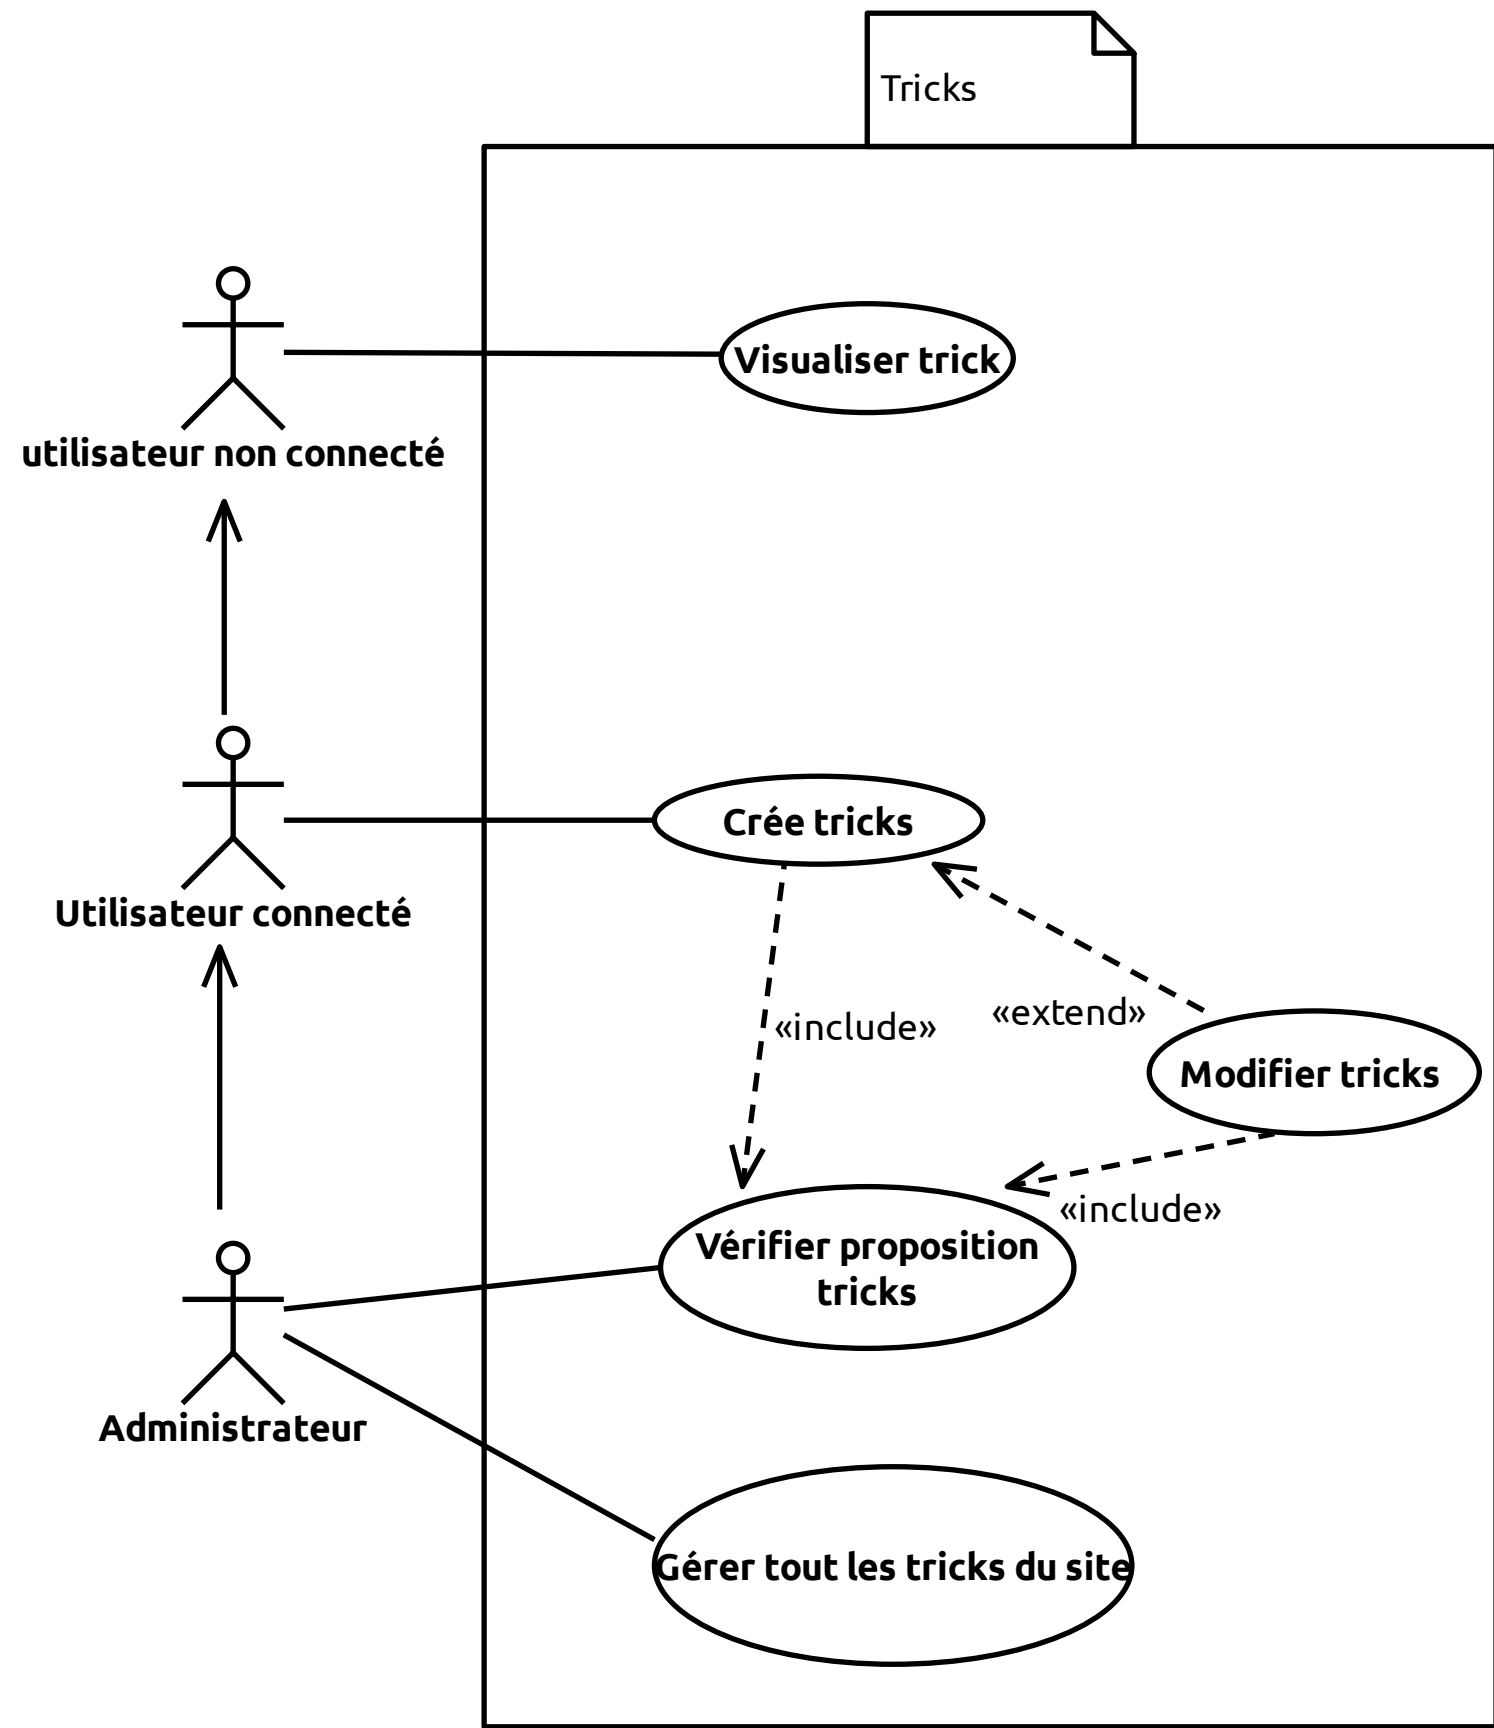 Tricks
Visualiser trick
utilisateur non connecté
Crée tricks
Utilisateur connecté
«include»
«extend»
Modifier tricks
«include»
Vérifier proposition
tricks
Administrateur
Gérer tout les tricks du site